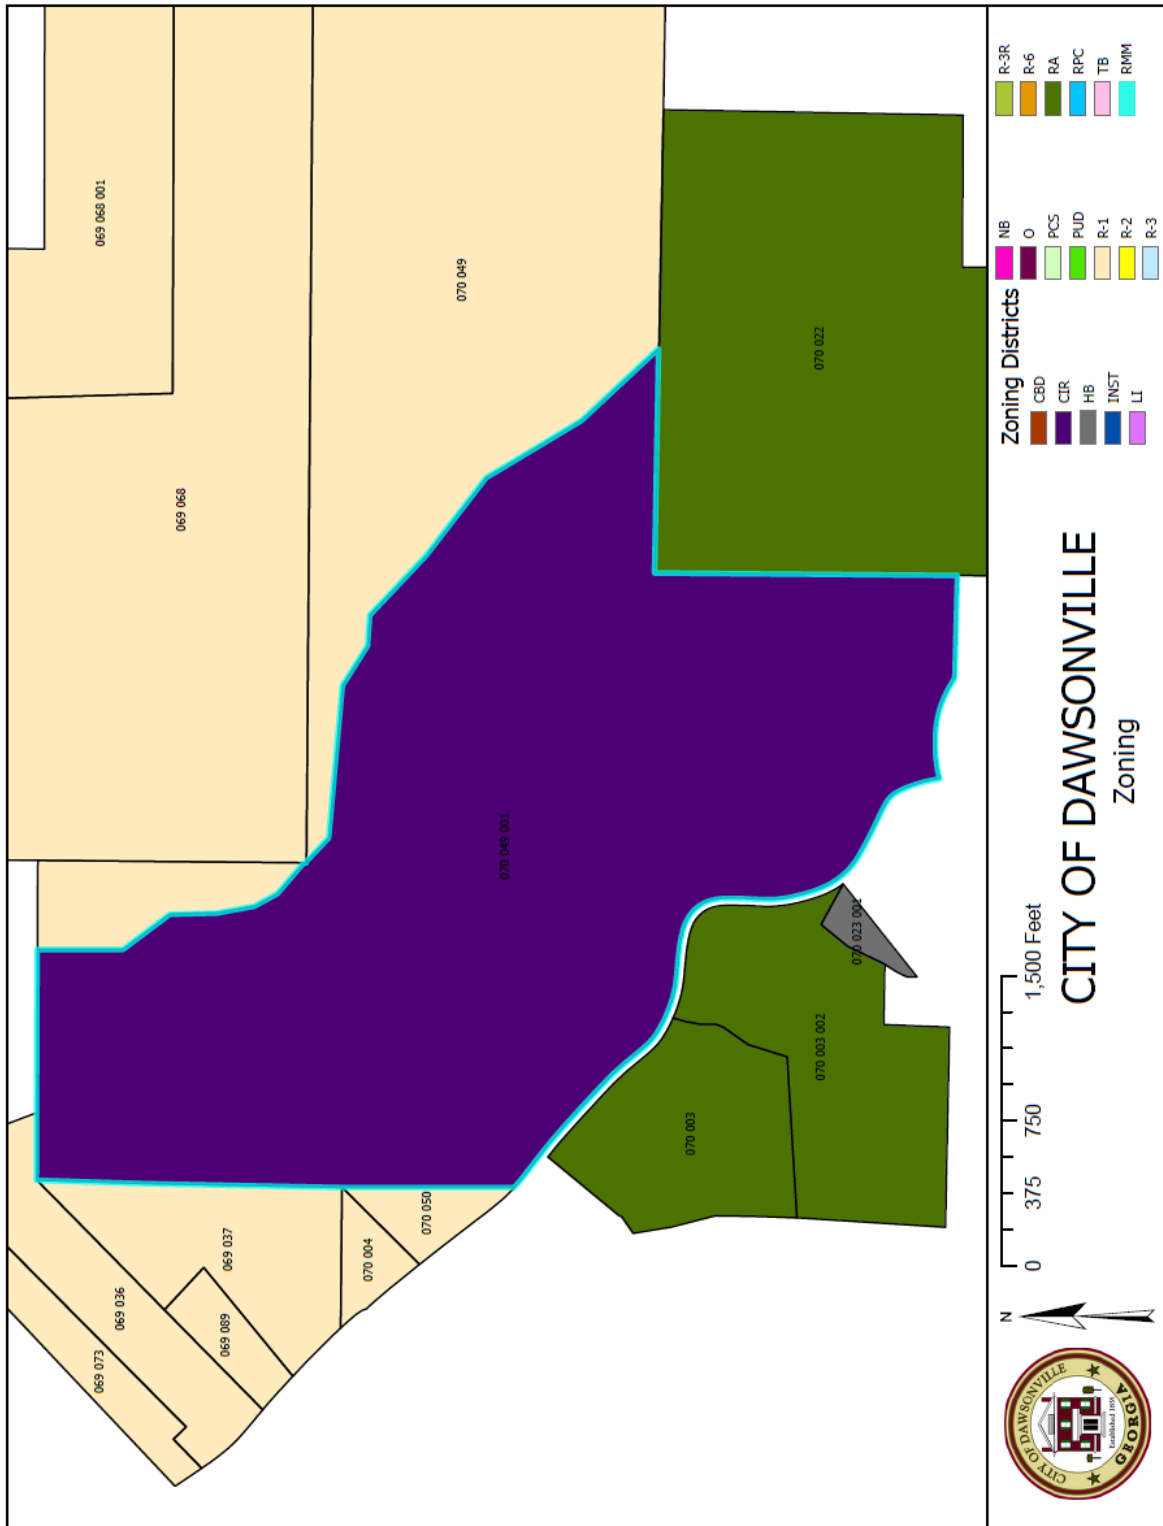 069 073
069 036
069 089
069 037
070 004
070 050
069 068
069 068 001
070 049
070 049 001
070 003
070 003 002
070 023 001
070 022
CITY OF DAWSONVILLE
GEORGIA
Established 1859
N
0 375 750 1,500 Feet
CITY OF DAWSONVILLE
Zoning
Zoning Districts
CBD
CIR
HB
INST
LI
NB
O
PCS
PUD
R-1
R-2
R-3
R-3R
R-6
RA
RPC
TB
RMM